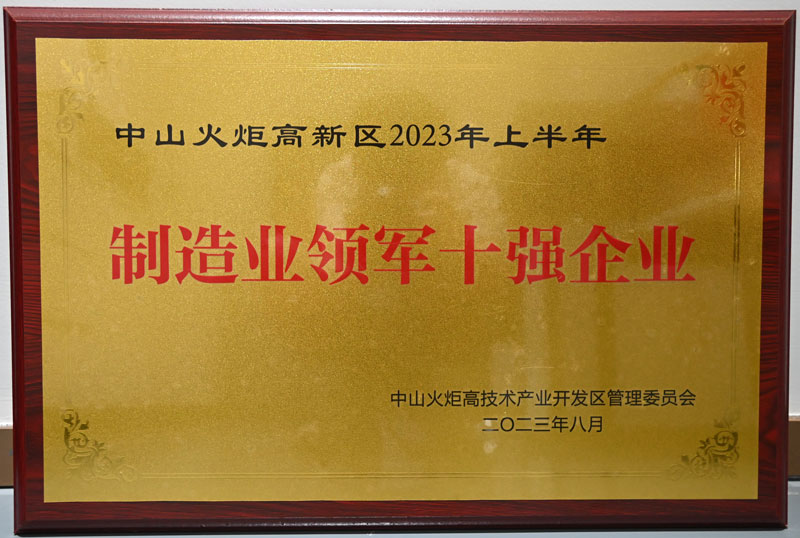 中山火炬高新区2023年上半年
制造业领军十强企业
中山火炬高技术产业开发区管理委员会
二〇二三年八月